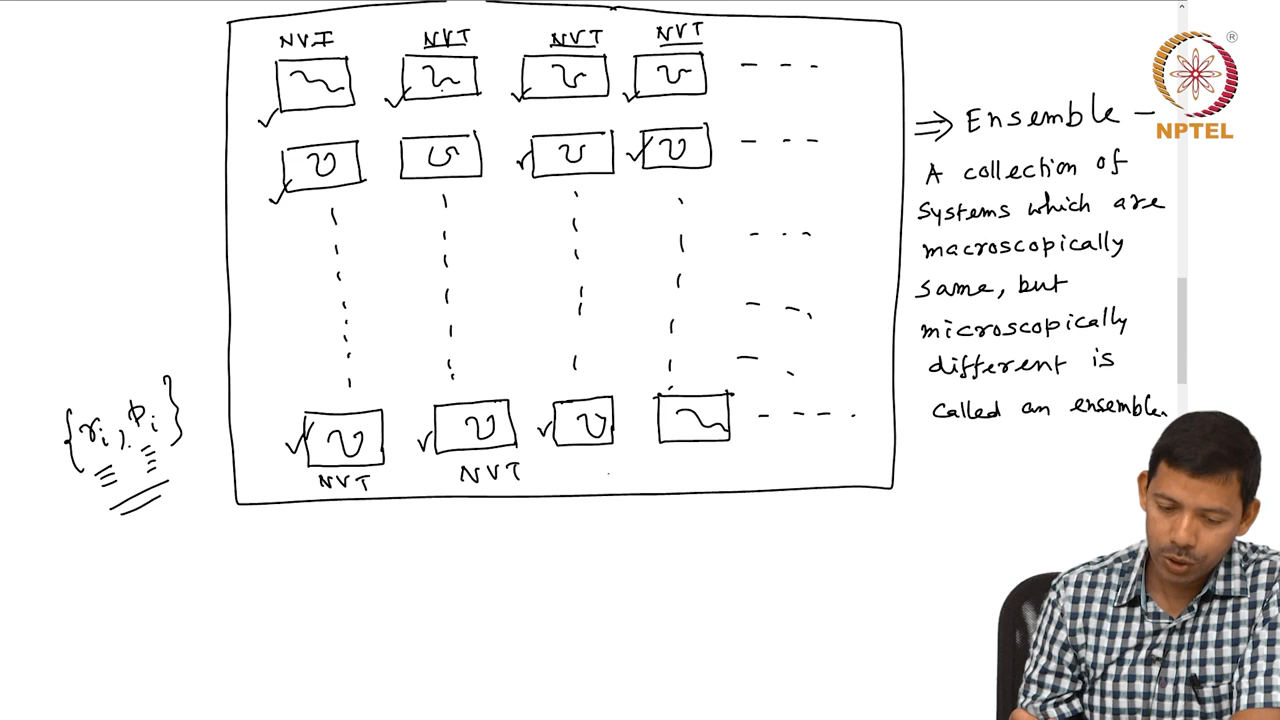 NVT NVT NVT NVT
⇒ Ensemble -
A collection of
systems which are
macroscopically
same, but
microscopically
different is
called an ensemble.
{ri, pi}
NVT NVT
NPTEL
®